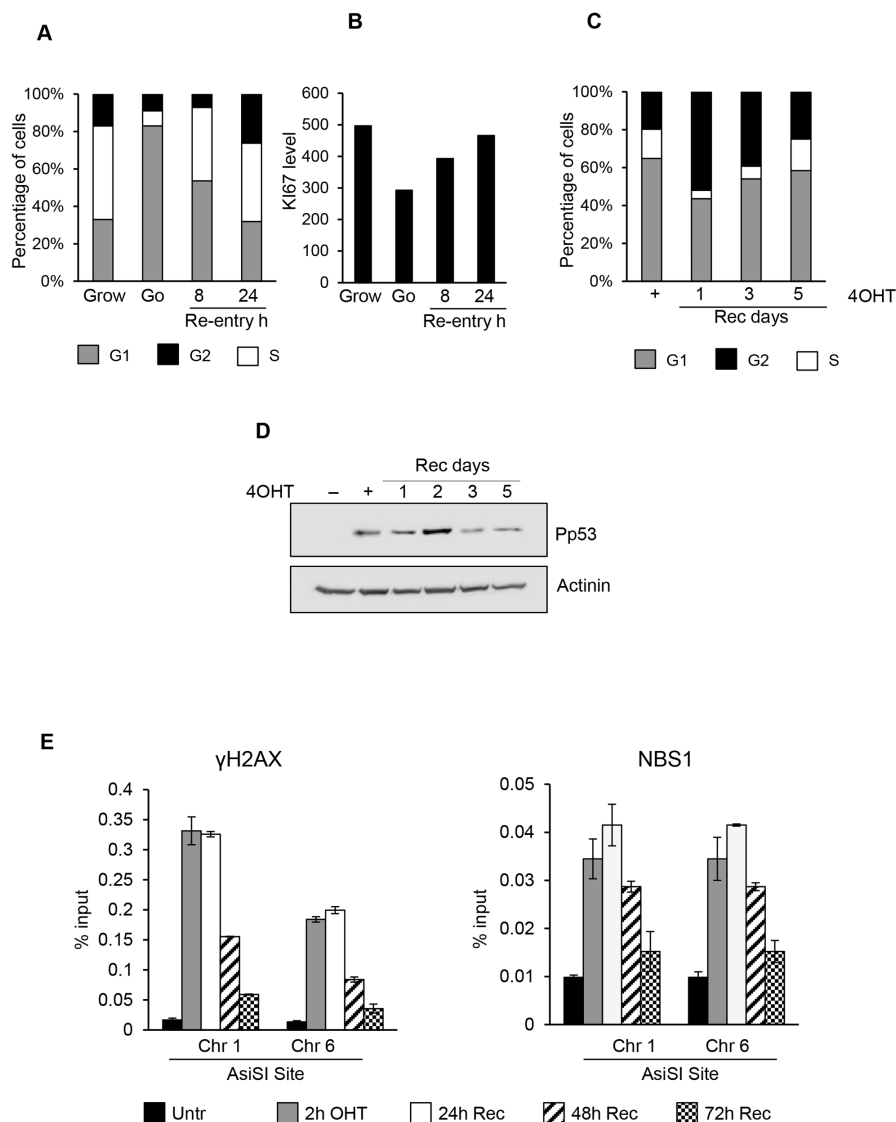 A
Percentage of cells
100%
80%
60%
40%
20%
0%
Grow Go 8 24
Re-entry h
G1 G2 S
B
KI67 level
600
500
400
300
200
100
0
Grow Go 8 24
Re-entry h
C
Percentiage of cells
100%
80%
60%
40%
20%
0%
+ 1 3 5 4OHT
Rec days
G1 G2 S
D
Rec days
4OHT – + 1 2 3 5
Pp53
Actinin
E
γH2AX
% input
0.4
0.35
0.3
0.25
0.2
0.15
0.1
0.05
0
Chr 1 Chr 6
AsiSI Site
NBS1
% input
0.05
0.04
0.03
0.02
0.01
0
Chr 1 Chr 6
AsiSI Site
Untr 2h OHT 24h Rec 48h Rec 72h Rec